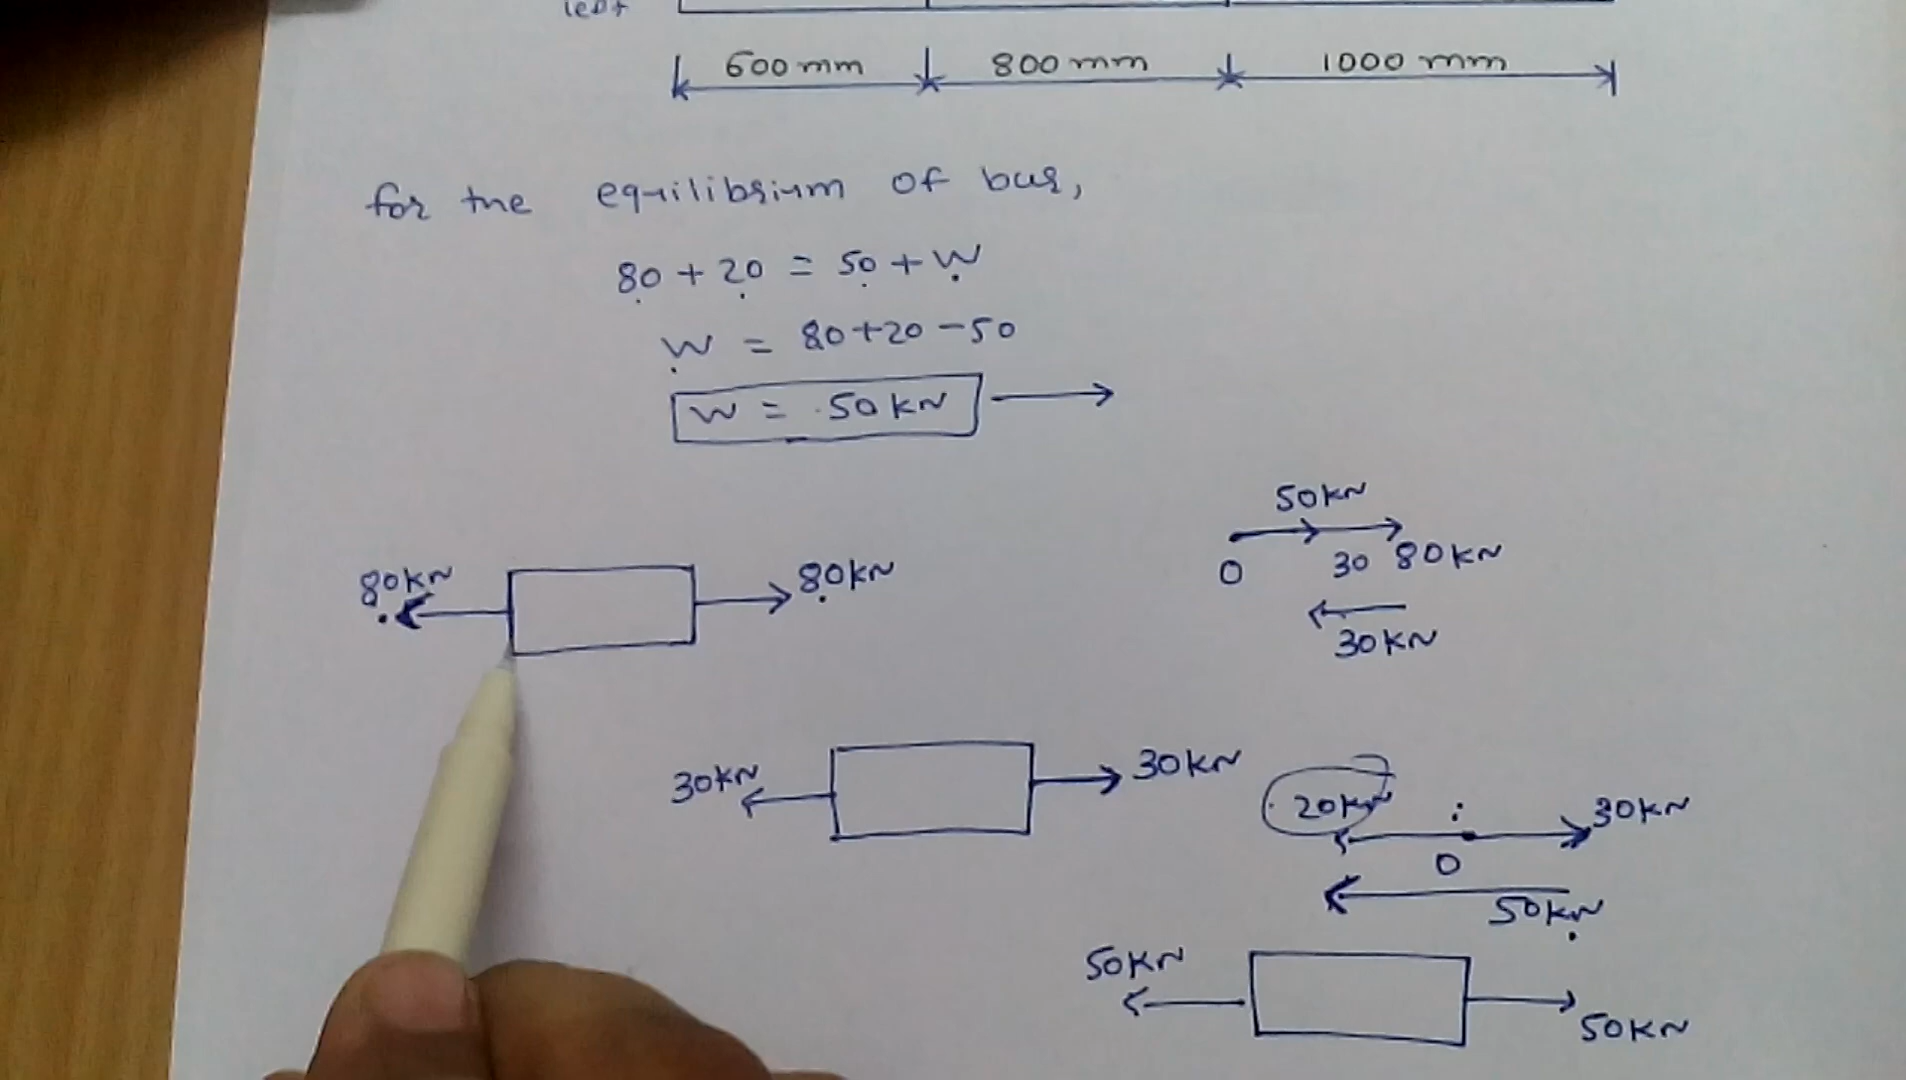 600 mm 800 mm 1000 mm
for the equilibrium of bar,
80 + 20 = 50 + W
W = 80 + 20 - 50
W = 50 KN
50KN
0 30 80KN
30KN
80KN 80KN
30KN 30KN
20KN 30KN
0
50KN
50KN 50KN